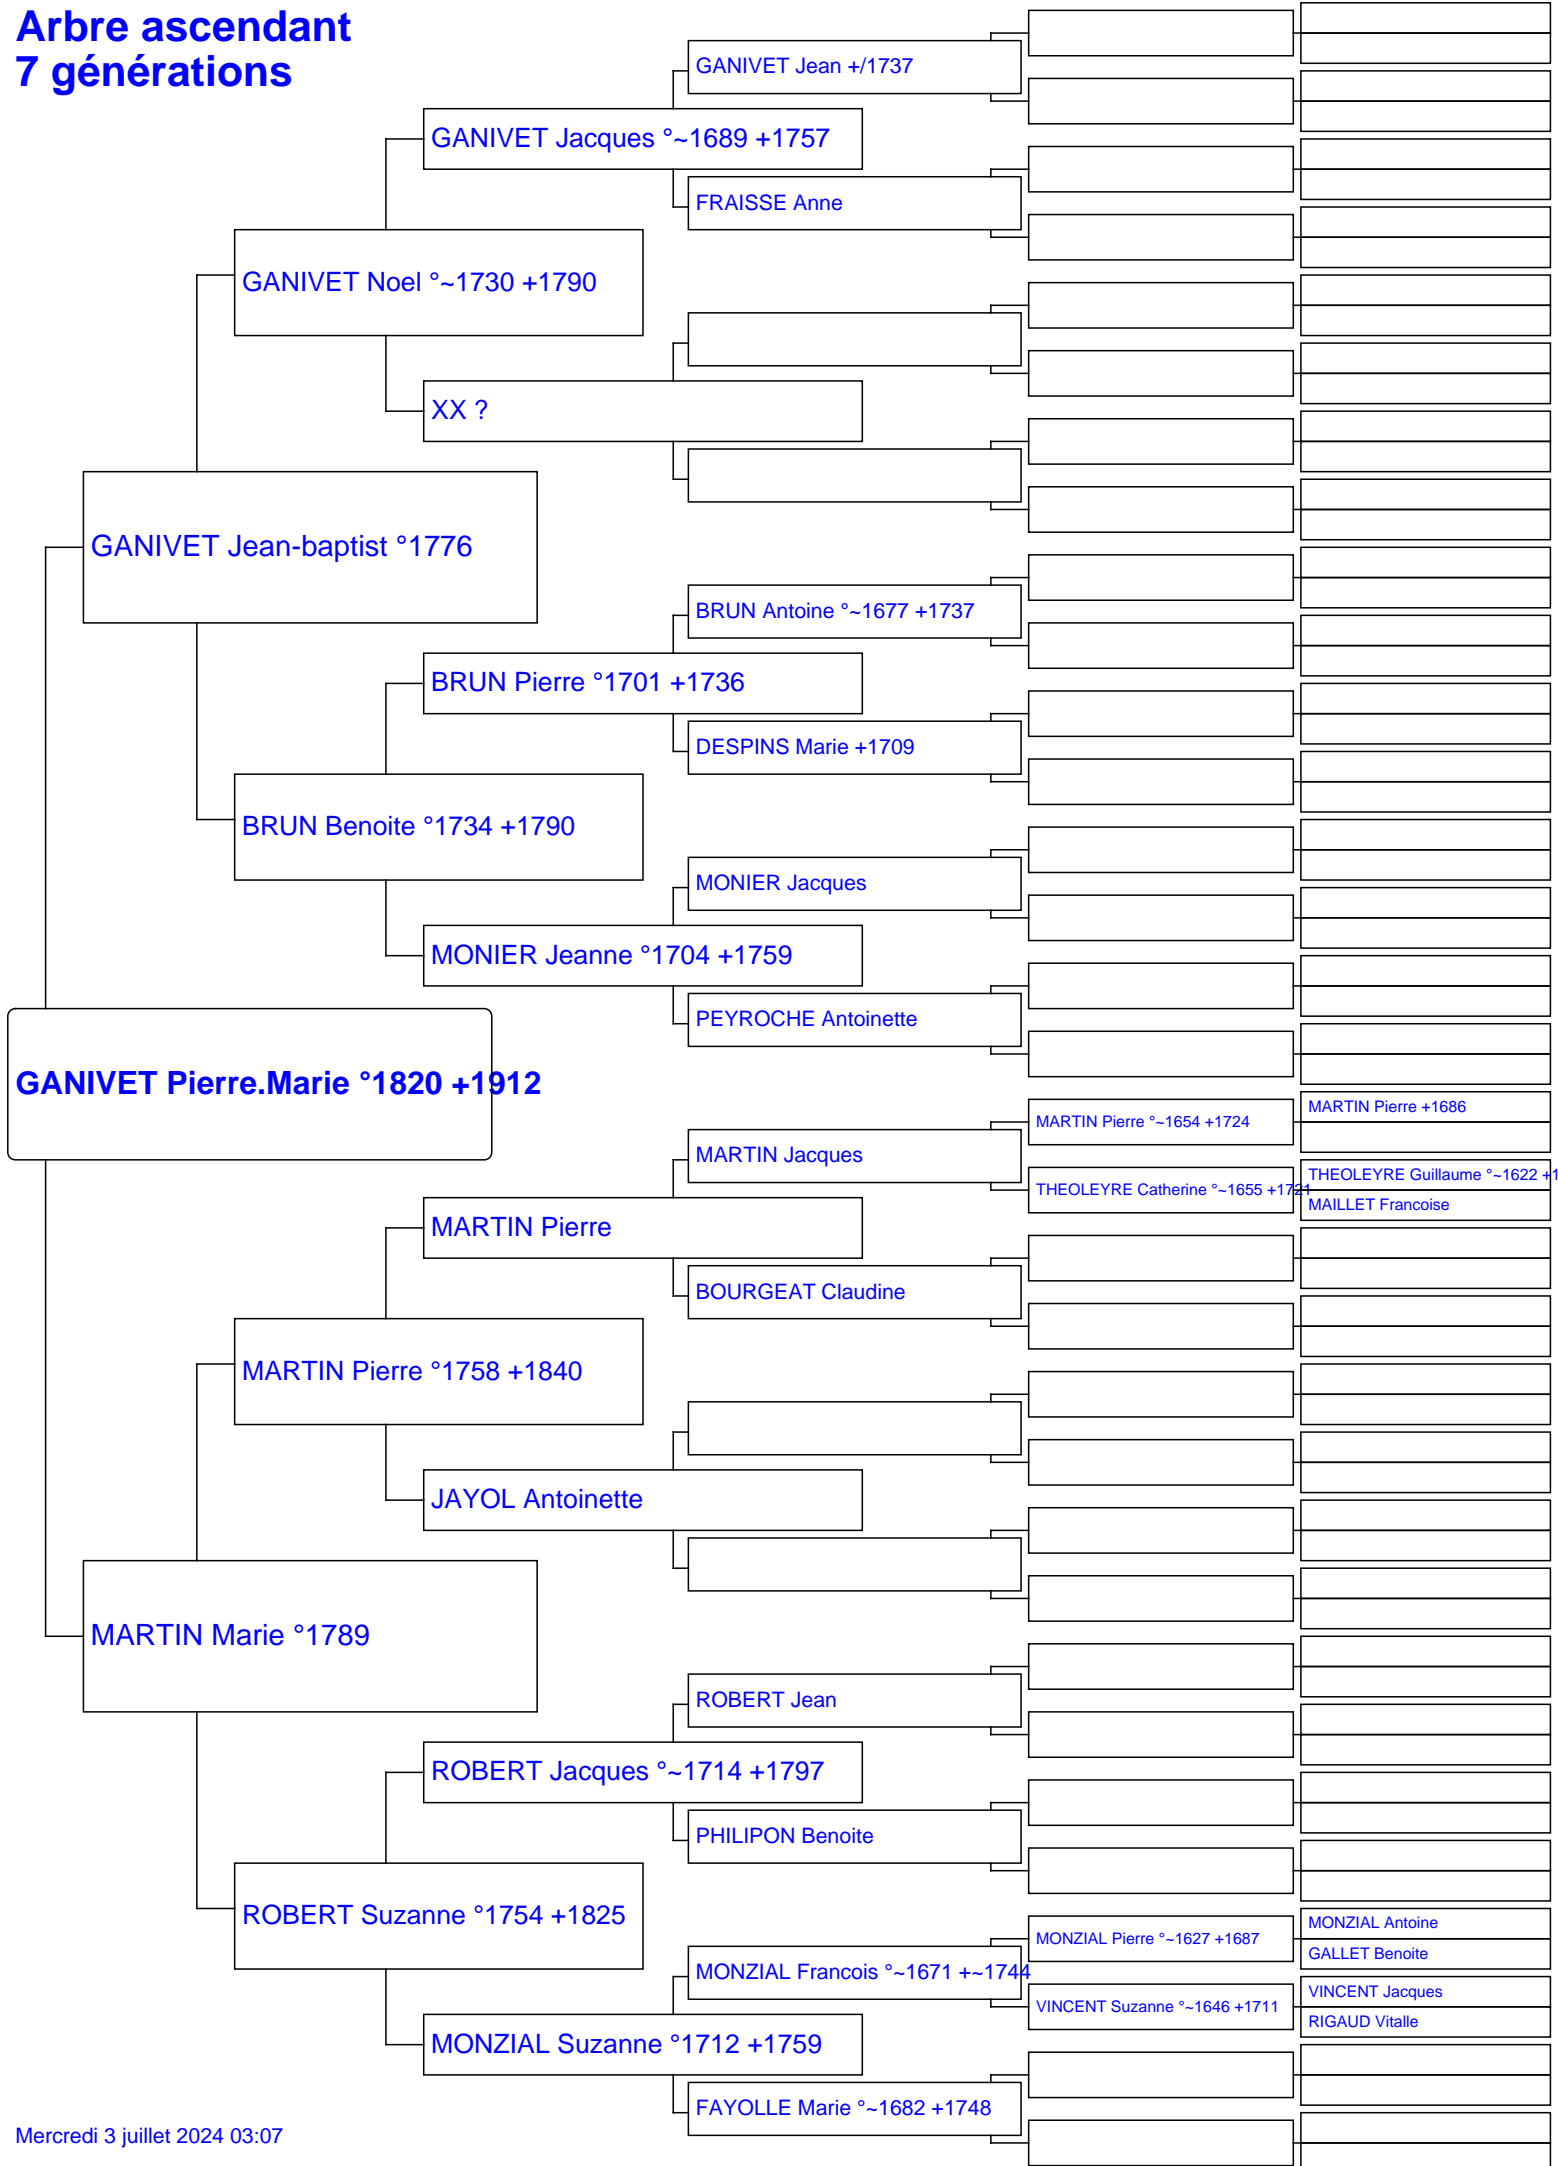 Arbre ascendant
7 générations
GANIVET Jean +/1737
GANIVET Jacques °~1689 +1757
FRAISSE Anne
GANIVET Noel °~1730 +1790
XX ?
GANIVET Jean-baptist °1776
BRUN Antoine °~1677 +1737
BRUN Pierre °1701 +1736
DESPINS Marie +1709
BRUN Benoite °1734 +1790
MONIER Jacques
MONIER Jeanne °1704 +1759
PEYROCHE Antoinette
GANIVET Pierre.Marie °1820 +1912
MARTIN Pierre +1686
MARTIN Pierre °~1654 +1724
MARTIN Jacques
THEOLEYRE Guillaume °~1622 +1
THEOLEYRE Catherine °~1655 +1721
MAILLET Francoise
MARTIN Pierre
BOURGEAT Claudine
MARTIN Pierre °1758 +1840
JAYOL Antoinette
MARTIN Marie °1789
ROBERT Jean
ROBERT Jacques °~1714 +1797
PHILIPON Benoite
ROBERT Suzanne °1754 +1825
MONZIAL Antoine
MONZIAL Pierre °~1627 +1687
GALLET Benoite
MONZIAL Francois °~1671 +~1744
VINCENT Jacques
VINCENT Suzanne °~1646 +1711
RIGAUD Vitalle
MONZIAL Suzanne °1712 +1759
FAYOLLE Marie °~1682 +1748
Mercredi 3 juillet 2024 03:07